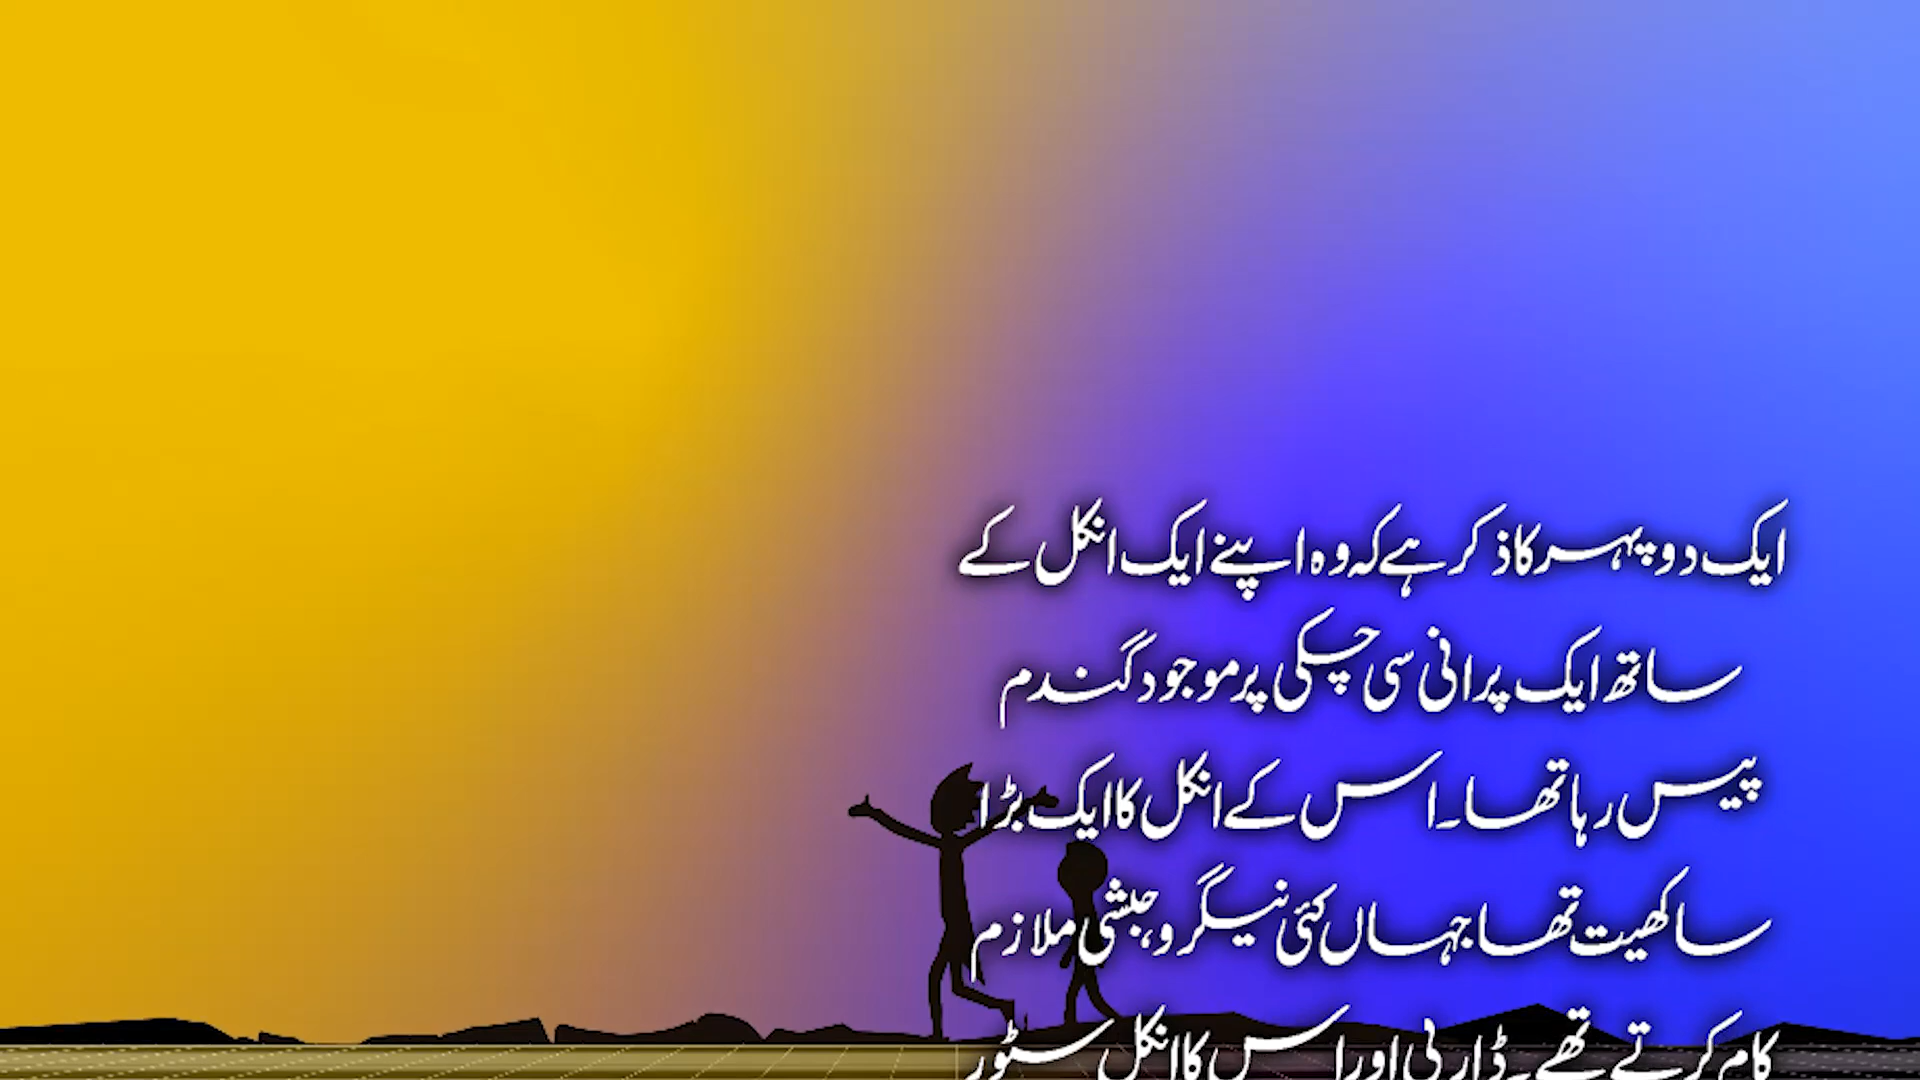 ایک دوپہر کا ذکر ہے کہ وہ اپنے ایک انکل کے
ساتھ ایک پرانی سی چکی پر موجود گندم
پیس رہا تھا۔ اس کے انکل کا ایک بڑا
سا کھیت تھا جہاں کئی نیگرو، حبشی ملازم
کام کرتے تھے۔ ڈاربی اور اس کا انکل سٹور